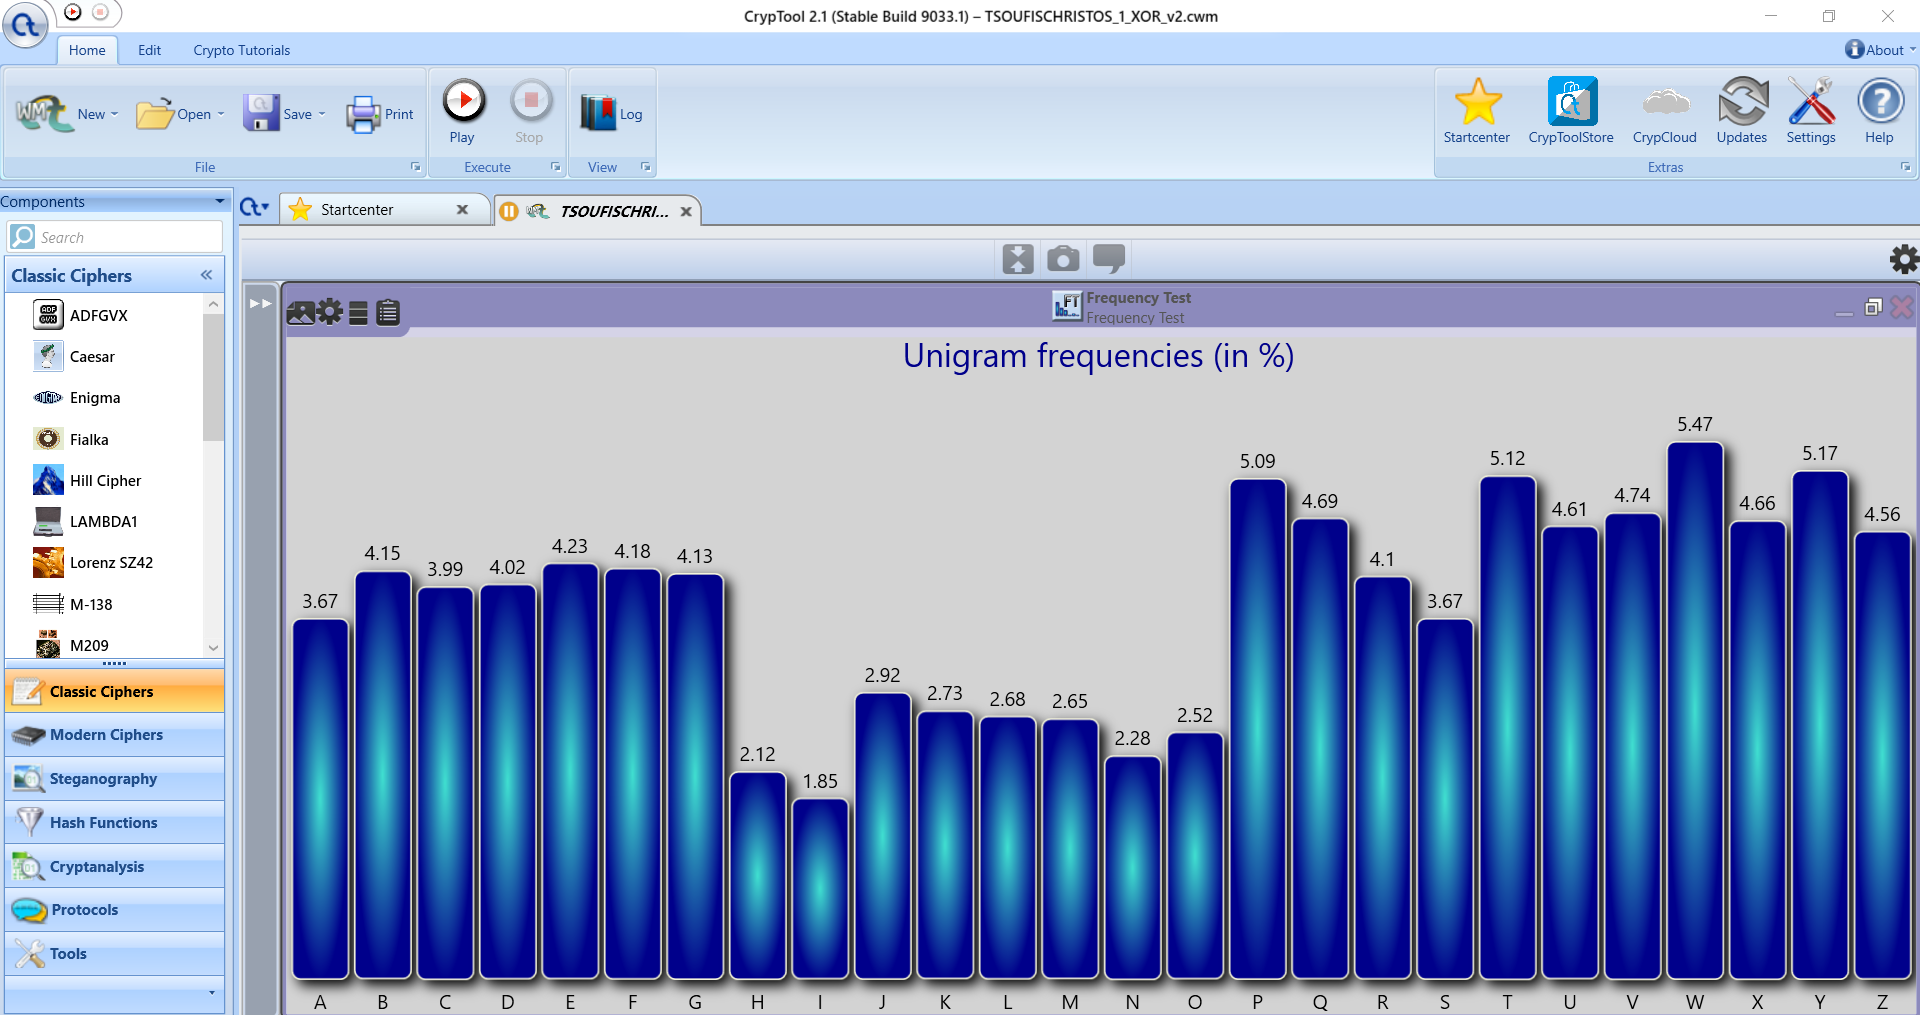 CrypTool 2.1 (Stable Build 9033.1) – TSOUFISCHRISTOS_1_XOR_v2.cwm
Home Edit Crypto Tutorials About
New Open Save Print Play Stop Log Startcenter CrypToolStore CrypCloud Updates Settings Help
File Execute View Extras
Components
Startcenter
TSOUFISCHRI...
Search
Classic Ciphers
ADFGVX
Caesar
Enigma
Fialka
Hill Cipher
LAMBDA1
Lorenz SZ42
M-138
M209
Classic Ciphers
Modern Ciphers
Steganography
Hash Functions
Cryptanalysis
Protocols
Tools
FT
Frequency Test
Frequency Test
Unigram frequencies (in %)
3.67 4.15 3.99 4.02 4.23 4.18 4.13 2.12 1.85 2.92 2.73 2.68 2.65 2.28 2.52 5.09 4.69 4.1 3.67 5.12 4.61 4.74 5.47 4.66 5.17 4.56
A B C D E F G H I J K L M N O P Q R S T U V W X Y Z